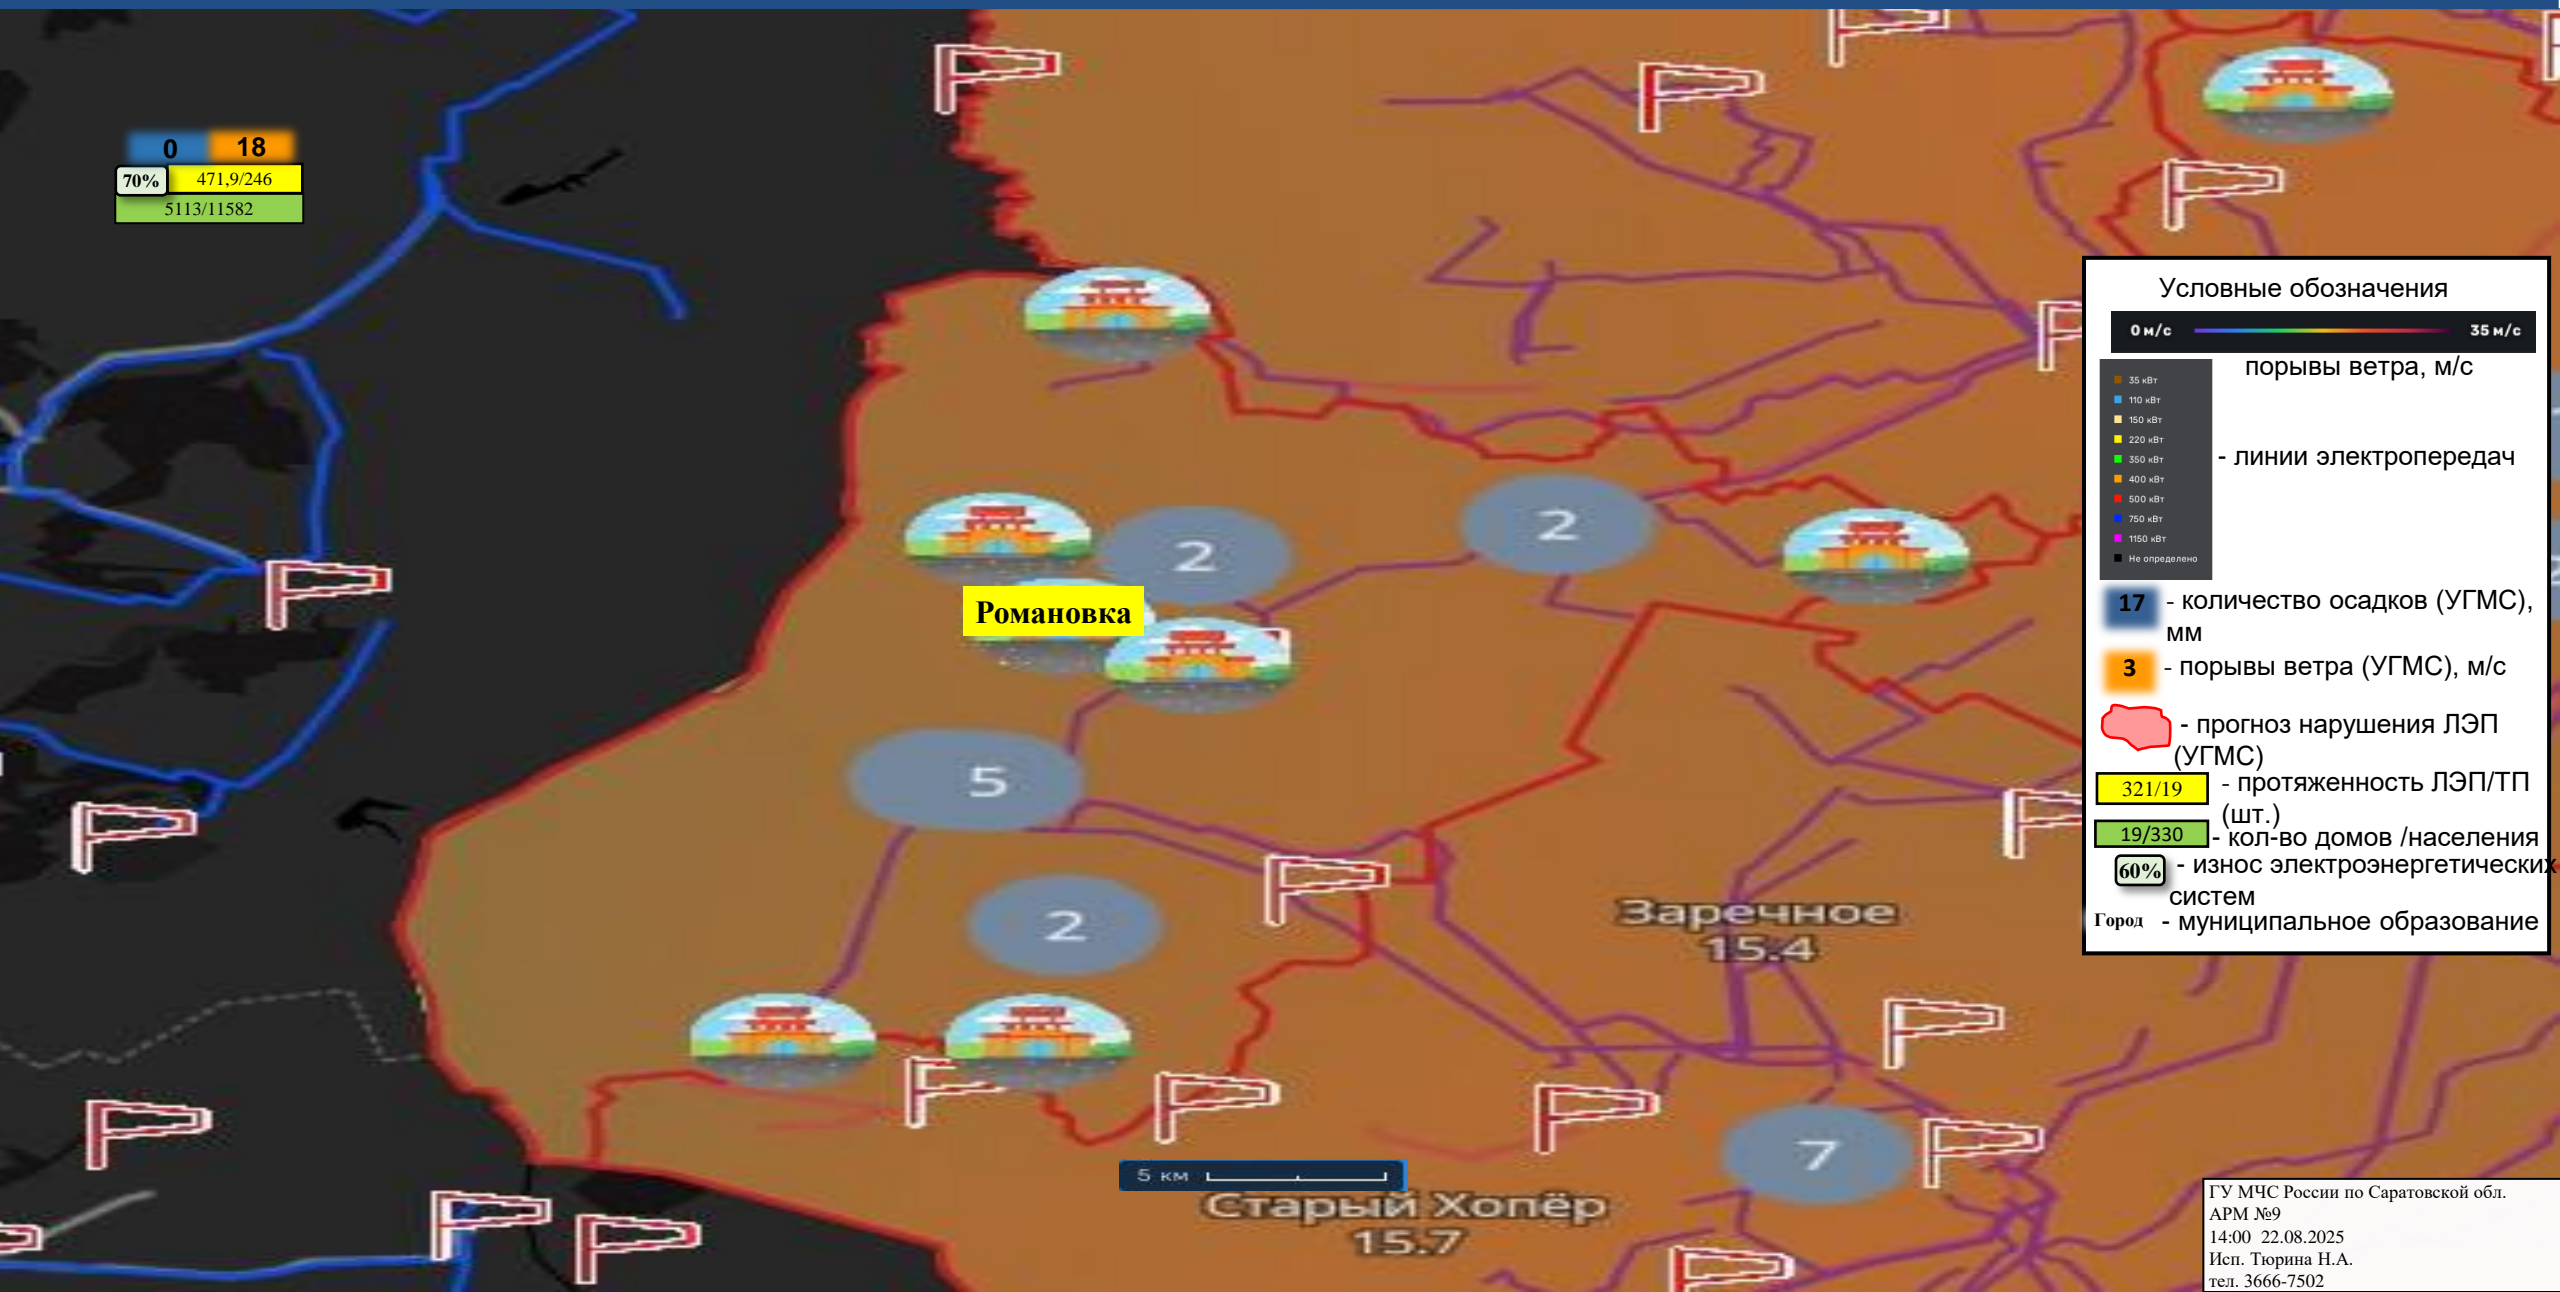 0 18
70% 471,9/246
5113/11582
2
2
Романовка
5
2
Заречное
15.4
7
5 км
Старый Хопёр
15.7
Условные обозначения
0 м/с 35 м/с
порывы ветра, м/с
35 кВт
110 кВт
150 кВт
220 кВт
350 кВт
400 кВт
500 кВт
750 кВт
1150 кВт
Не определено
- линии электропередач
17 - количество осадков (УГМС),
мм
3 - порывы ветра (УГМС), м/с
- прогноз нарушения ЛЭП
(УГМС)
321/19 - протяженность ЛЭП/ТП
(шт.)
19/330 - кол-во домов /населения
60% - износ электроэнергетических
систем
Город - муниципальное образование
ГУ МЧС России по Саратовской обл.
АРМ №9
14:00 22.08.2025
Исп. Тюрина Н.А.
тел. 3666-7502